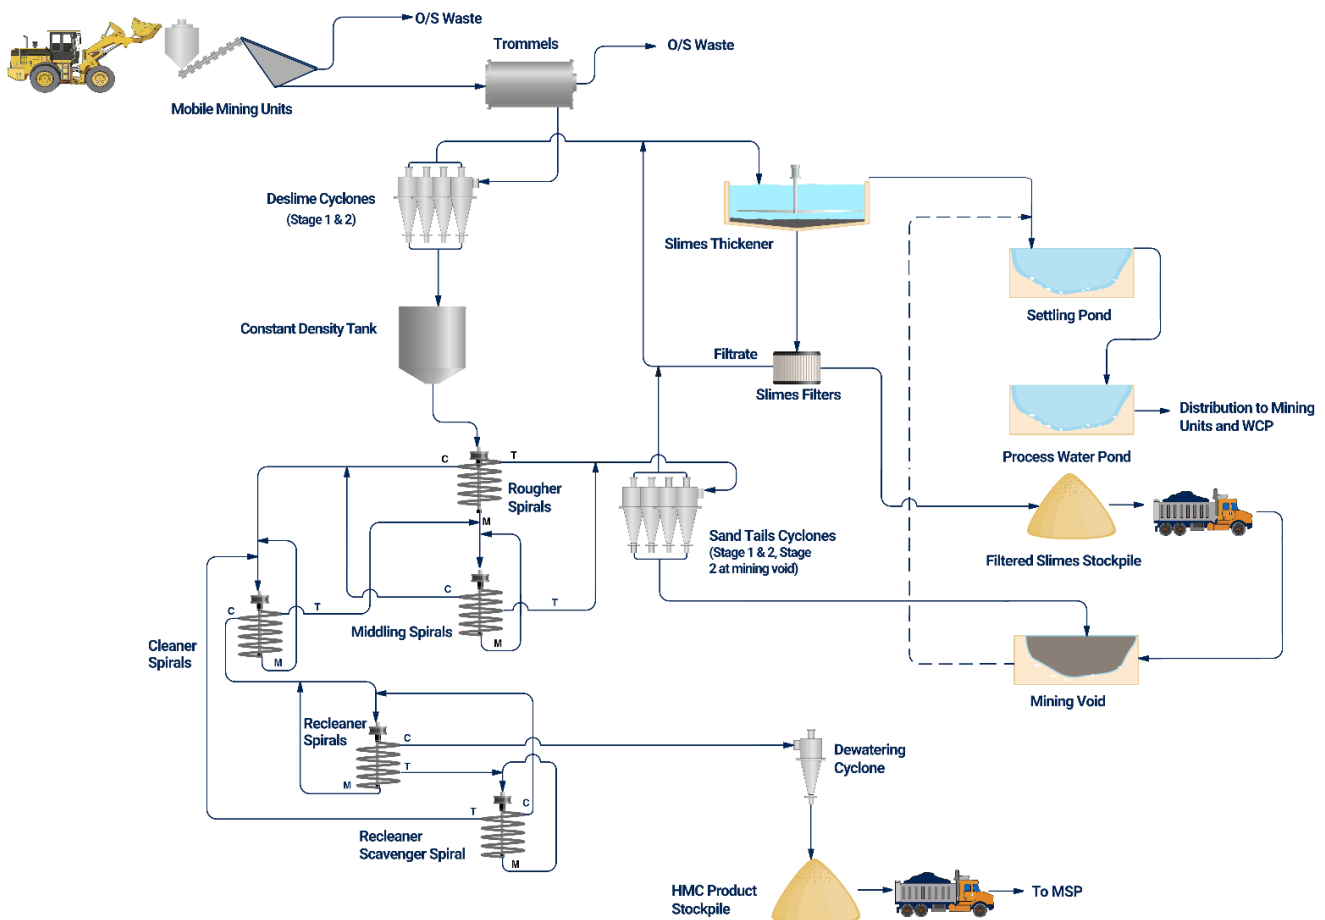 O/S Waste
Trommels
O/S Waste
Mobile Mining Units
Deslime Cyclones
(Stage 1 & 2)
Slimes Thickener
Settling Pond
Constant Density Tank
Filtrate
Slimes Filters
Distribution to Mining
Units and WCP
Process Water Pond
C
T
Rougher
Spirals
M
Sand Tails Cyclones
(Stage 1 & 2, Stage
2 at mining void)
Filtered Slimes Stockpile
C
T
Middling Spirals
M
C
T
Cleaner
Spirals
M
Mining Void
Recleaner
Spirals
C
T
M
Dewatering
Cyclone
T
C
Recleaner
Scavenger Spiral
M
HMC Product
Stockpile
To MSP